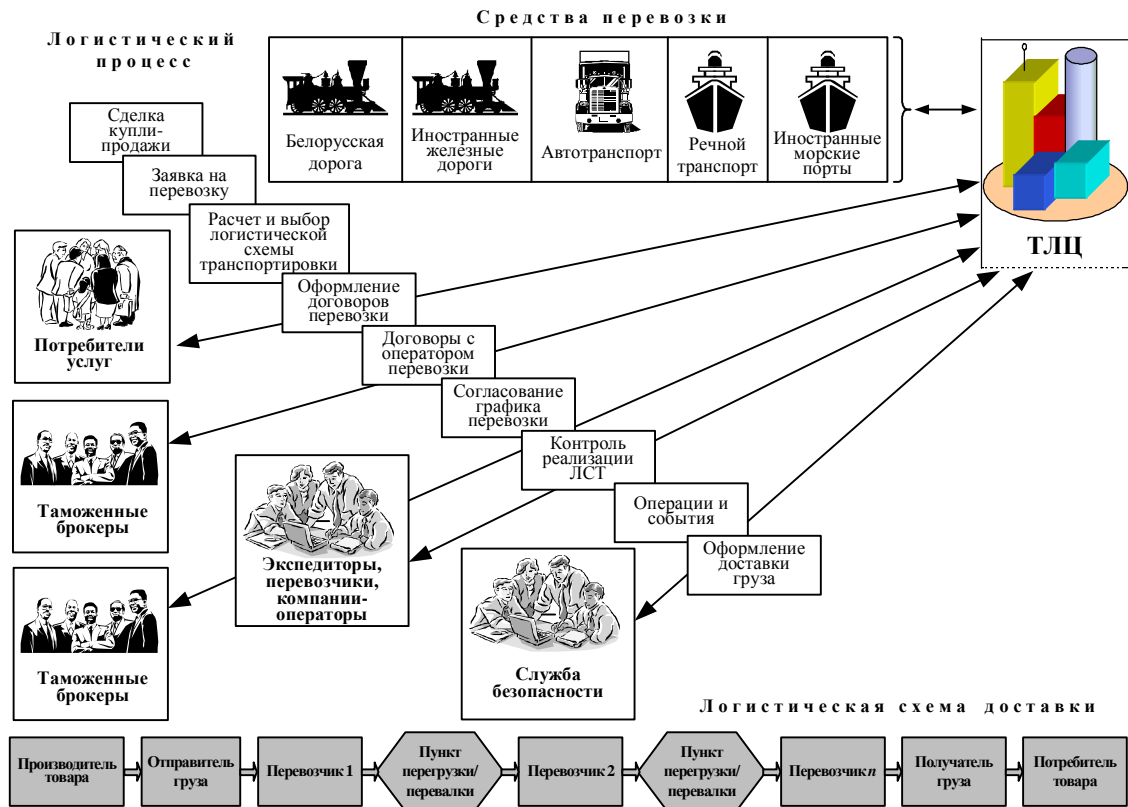 Средства перевозки
Логистический
процесс
Белорусская
дорога
Иностранные
железные
дороги
Автотранспорт
Речной
транспорт
Иностранные
морские
порты
ТЛЦ
Сделка
купли-
продажи
Заявка на
перевозку
Расчет и выбор
логистической
схемы
транспортировки
Оформление
договоров
перевозки
Договоры с
оператором
перевозки
Согласование
графика
перевозки
Контроль
реализации
ЛСТ
Операции и
события
Оформление
доставки
груза
Потребители
услуг
Таможенные
брокеры
Таможенные
брокеры
Экспедиторы,
перевозчики,
компании-
операторы
Служба
безопасности
Логистическая схема доставки
Производитель
товара
Отправитель
груза
Перевозчик 1
Пункт
перегрузки/
перевалки
Перевозчик 2
Пункт
перегрузки/
перевалки
Перевозчик n
Получатель
груза
Потребитель
товара